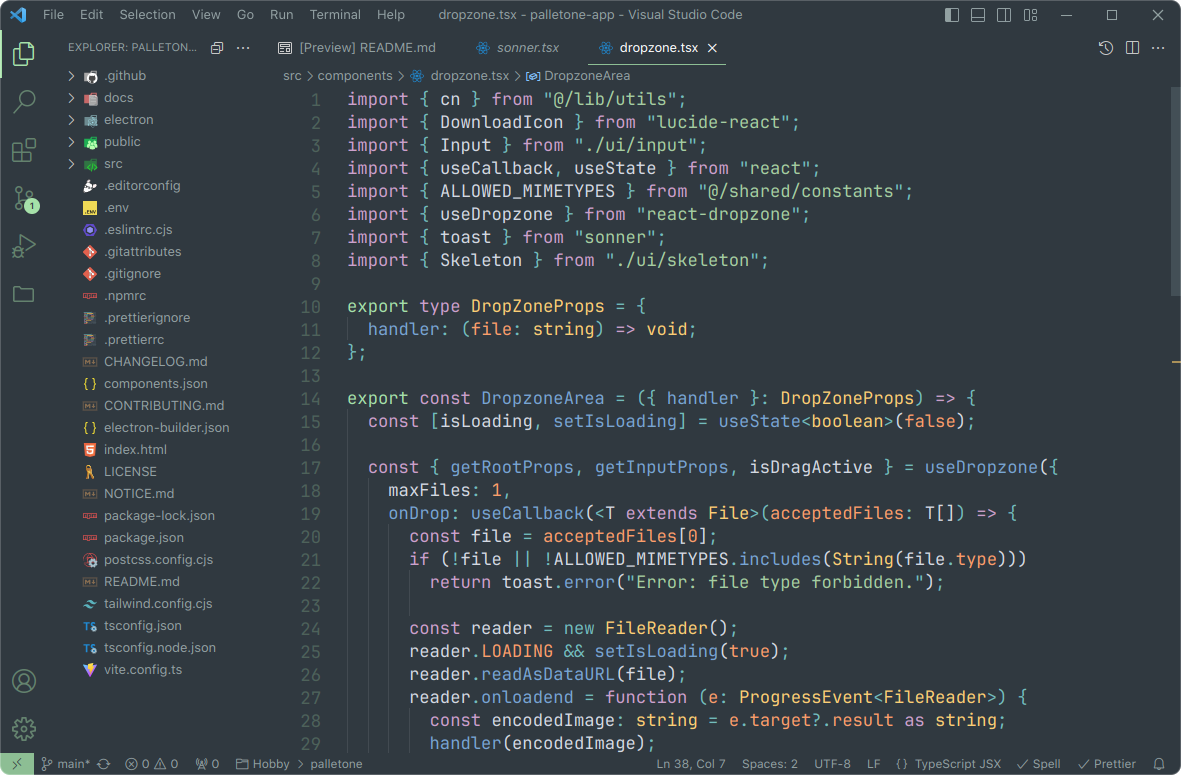 File Edit Selection View Go Run Terminal Help dropzone.tsx - palletone-app - Visual Studio Code
EXPLORER: PALLETON...
[Preview] README.md sonner.tsx dropzone.tsx
src > components > dropzone.tsx > DropzoneArea
.github
docs
electron
public
src
.editorconfig
.env
.eslintrc.cjs
.gitattributes
.gitignore
.npmrc
.prettierignore
.prettierrc
CHANGELOG.md
components.json
CONTRIBUTING.md
electron-builder.json
index.html
LICENSE
NOTICE.md
package-lock.json
package.json
postcss.config.cjs
README.md
tailwind.config.cjs
tsconfig.json
tsconfig.node.json
vite.config.ts
1
1 import { cn } from "@/lib/utils";
2 import { DownloadIcon } from "lucide-react";
3 import { Input } from "./ui/input";
4 import { useCallback, useState } from "react";
5 import { ALLOWED_MIMETYPES } from "@/shared/constants";
6 import { useDropzone } from "react-dropzone";
7 import { toast } from "sonner";
8 import { Skeleton } from "./ui/skeleton";
9
10 export type DropZoneProps = {
11 handler: (file: string) => void;
12 };
13
14 export const DropzoneArea = ({ handler }: DropZoneProps) => {
15 const [isLoading, setIsLoading] = useState<boolean>(false);
16
17 const { getRootProps, getInputProps, isDragActive } = useDropzone({
18 maxFiles: 1,
19 onDrop: useCallback(<T extends File>(acceptedFiles: T[]) => {
20 const file = acceptedFiles[0];
21 if (!file || !ALLOWED_MIMETYPES.includes(String(file.type)))
22 return toast.error("Error: file type forbidden.");
23
24 const reader = new FileReader();
25 reader.LOADING && setIsLoading(true);
26 reader.readAsDataURL(file);
27 reader.onloadend = function (e: ProgressEvent<FileReader>) {
28 const encodedImage: string = e.target?.result as string;
29 handler(encodedImage);
main* 0 0 0 Hobby > palletone Ln 38, Col 7 Spaces: 2 UTF-8 LF { } TypeScript JSX Spell Prettier